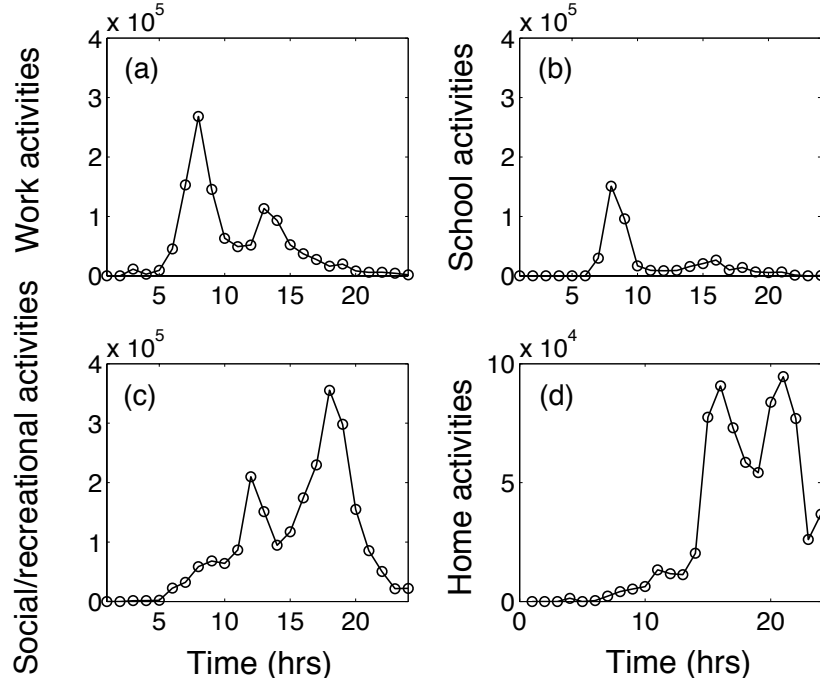 x 10^5
4
3
2
1
0
5 10 15 20
(a)
Work activities
x 10^5
4
3
2
1
0
5 10 15 20
(b)
School activities
x 10^5
4
3
2
1
0
5 10 15 20
(c)
Social/recreational activities
Time (hrs)
x 10^4
10
5
0
0 10 20
(d)
Home activities
Time (hrs)